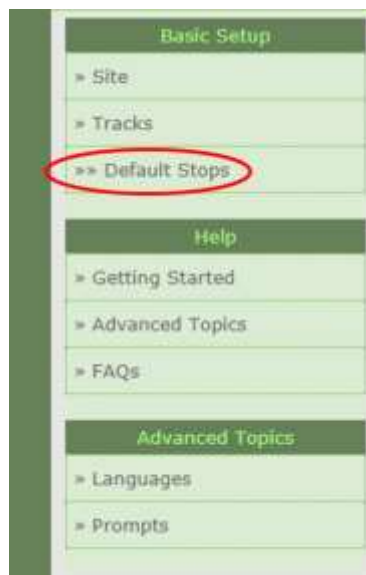 Basic Setup
» Site
» Tracks
»» Default Stops
Help
» Getting Started
» Advanced Topics
» FAQs
Advanced Topics
» Languages
» Prompts